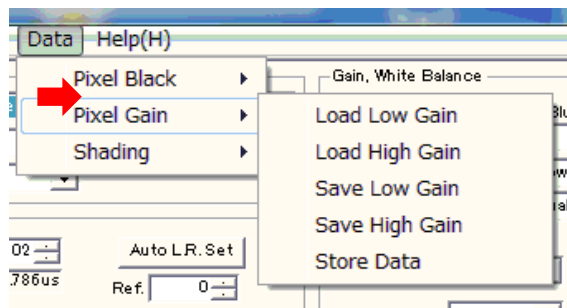 Data Help(H)
Pixel Black
Gain, White Balance
Pixel Gain
Load Low Gain
Shading
Load High Gain
Save Low Gain
Save High Gain
02
Auto L.R. Set
Store Data
.786us
Ref. 0